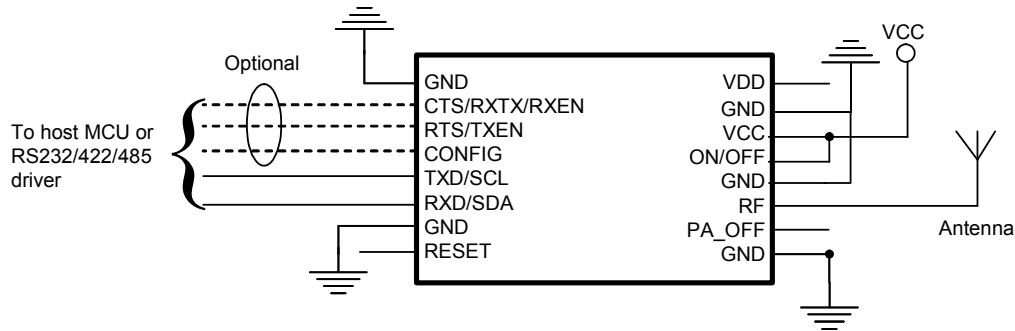 VCC
Optional
GND
CTS/RXTX/RXEN
RTS/TXEN
CONFIG
TXD/SCL
RXD/SDA
GND
RESET
To host MCU or
RS232/422/485
driver
VDD
GND
VCC
ON/OFF
GND
RF
PA_OFF
GND
Antenna